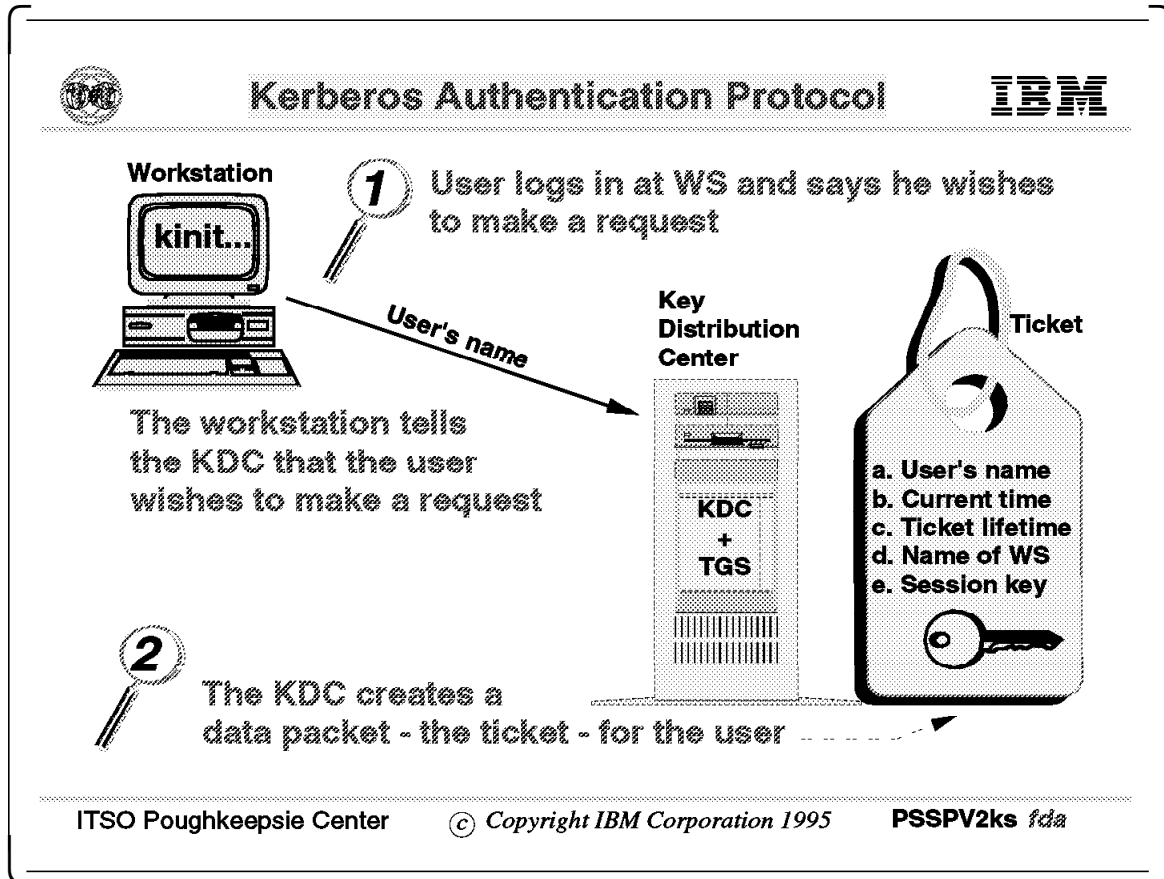 Kerberos Authentication Protocol
IBM
Workstation
kinit...
1
User logs in at WS and says he wishes
to make a request
User's name
Key
Distribution
Center
Ticket
The workstation tells
the KDC that the user
wishes to make a request
KDC
+
TGS
a. User's name
b. Current time
c. Ticket lifetime
d. Name of WS
e. Session key
2
The KDC creates a
data packet - the ticket - for the user
ITSO Poughkeepsie Center
© Copyright IBM Corporation 1995
PSSPV2ks fda